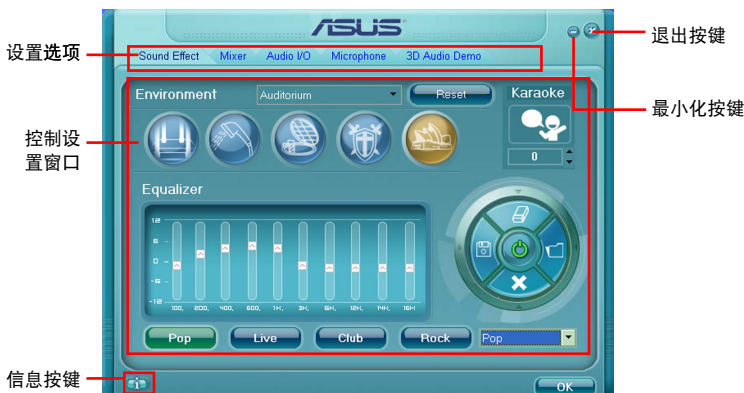 ASUS
设置选项
退出按键
Sound Effect Mixer Audio I/O Microphone 3D Audio Demo
最小化按键
Environment Auditorium Reset Karaoke
控制设
置窗口
0
Equalizer
12
6
0
-6
-12
100, 200, 400, 600, 1K, 3K, 6K, 12K, 14K, 16K
Pop Live Club Rock Pop
信息按键
i
OK